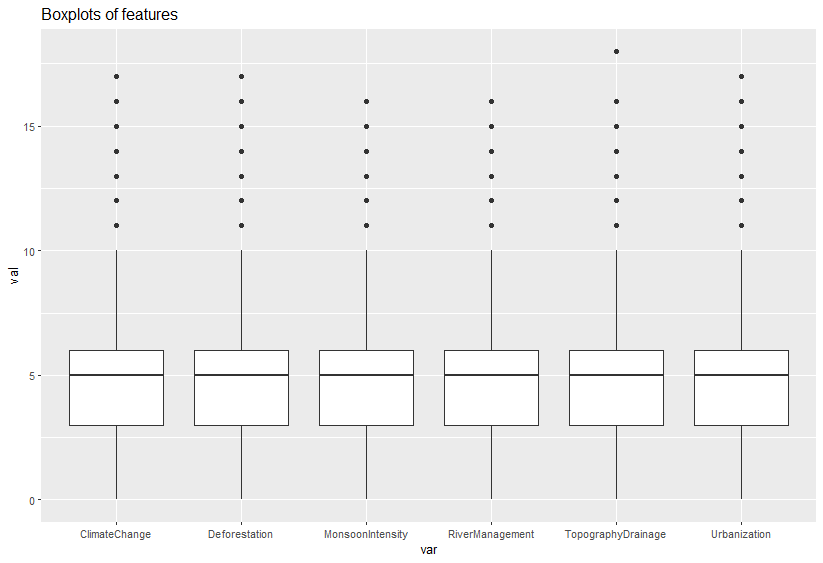 Boxplots of features
val
15
10
5
0
ClimateChange Deforestation MonsoonIntensity RiverManagement TopographyDrainage Urbanization
var